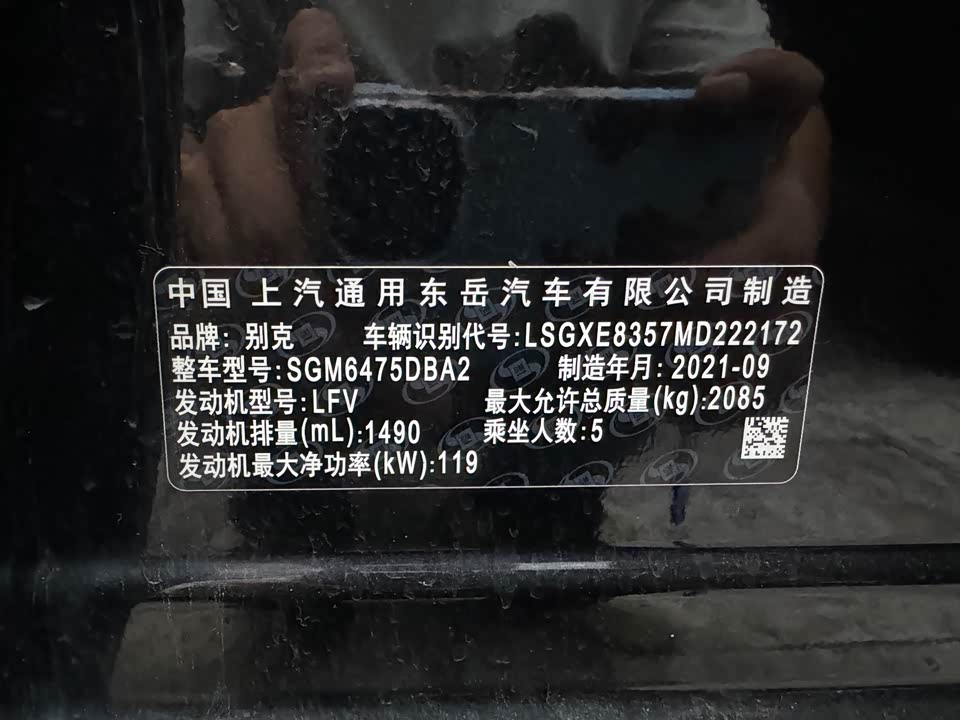 中国 上汽通用东岳汽车有限公司制造
品牌: 别克 车辆识别代号:LSGXE8357MD222172
整车型号:SGM6475DBA2 制造年月: 2021-09
发动机型号:LFV 最大允许总质量(kg):2085
发动机排量(mL):1490 乘坐人数:5
发动机最大净功率(kW):119